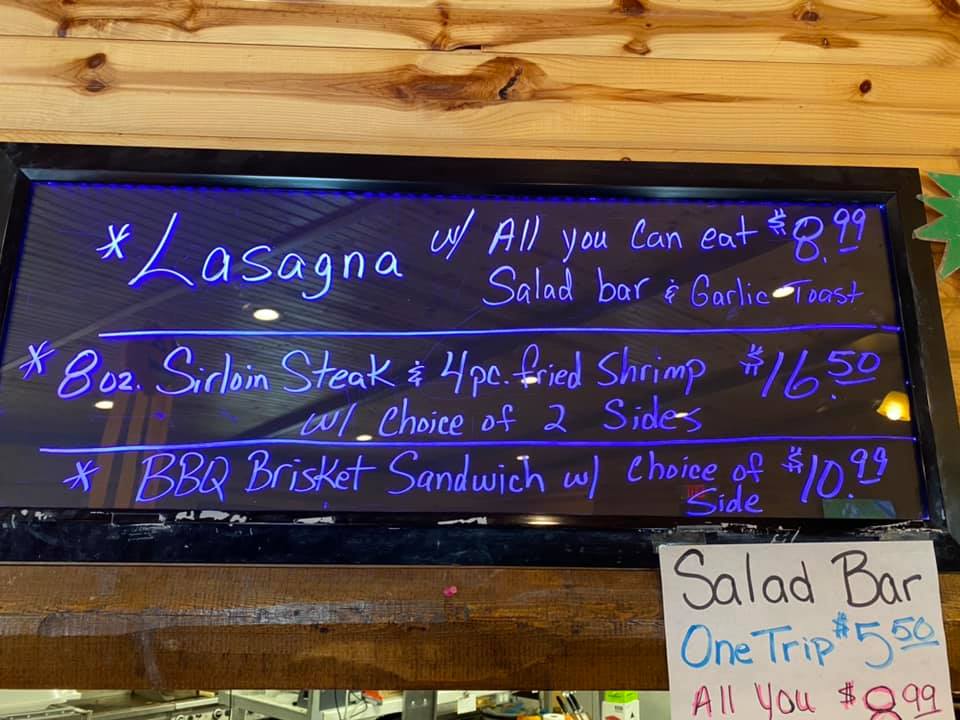 *Lasagna w/ All you Can eat $8.99
Salad bar & Garlic Toast
*8oz. Sirloin Steak & 4pc. fried Shrimp $16.50
w/ Choice of 2 Sides
* BBQ Brisket Sandwich w/ Choice of $10.99
Side
Salad Bar
One Trip $5.50
All You $8.99